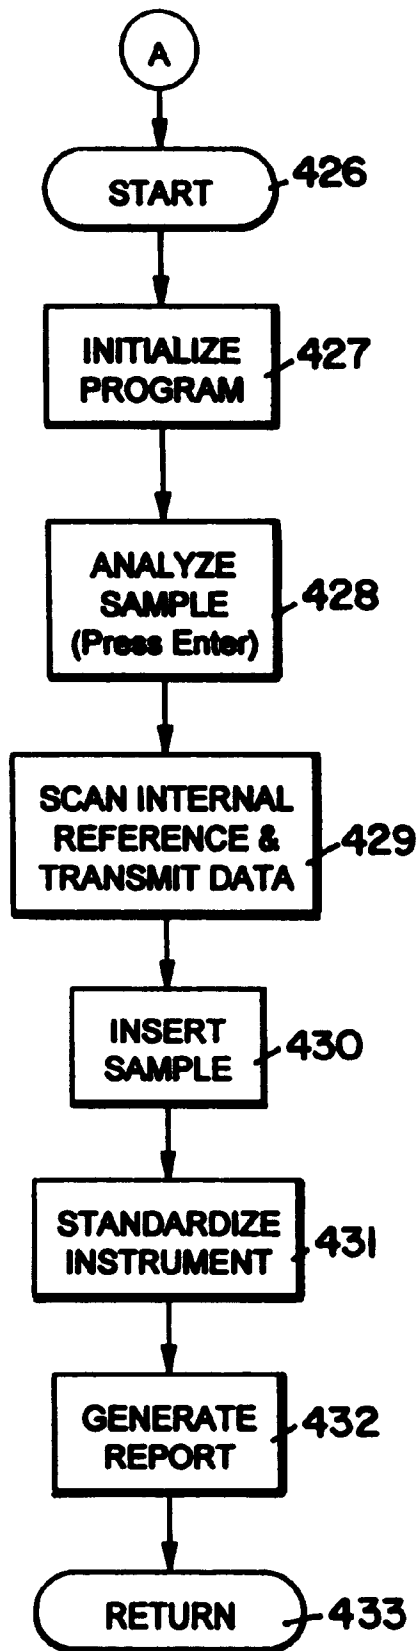 A
START
426
INITIALIZE
PROGRAM
427
ANALYZE
SAMPLE
(Press Enter)
428
SCAN INTERNAL
REFERENCE &
TRANSMIT DATA
429
INSERT
SAMPLE
430
STANDARDIZE
INSTRUMENT
431
GENERATE
REPORT
432
RETURN
433